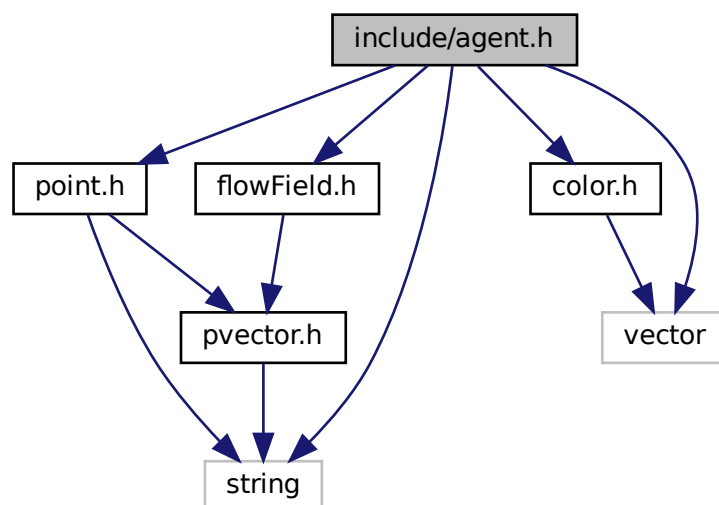 include/agent.h
point.h
flowField.h
color.h
pvector.h
vector
string